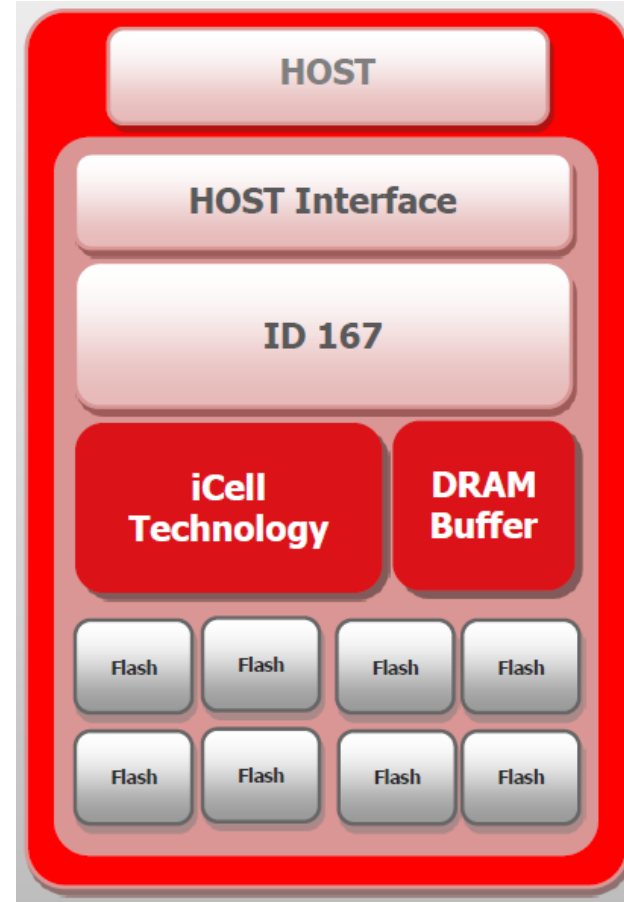 HOST
HOST Interface
ID 167
iCell
Technology
DRAM
Buffer
Flash
Flash
Flash
Flash
Flash
Flash
Flash
Flash